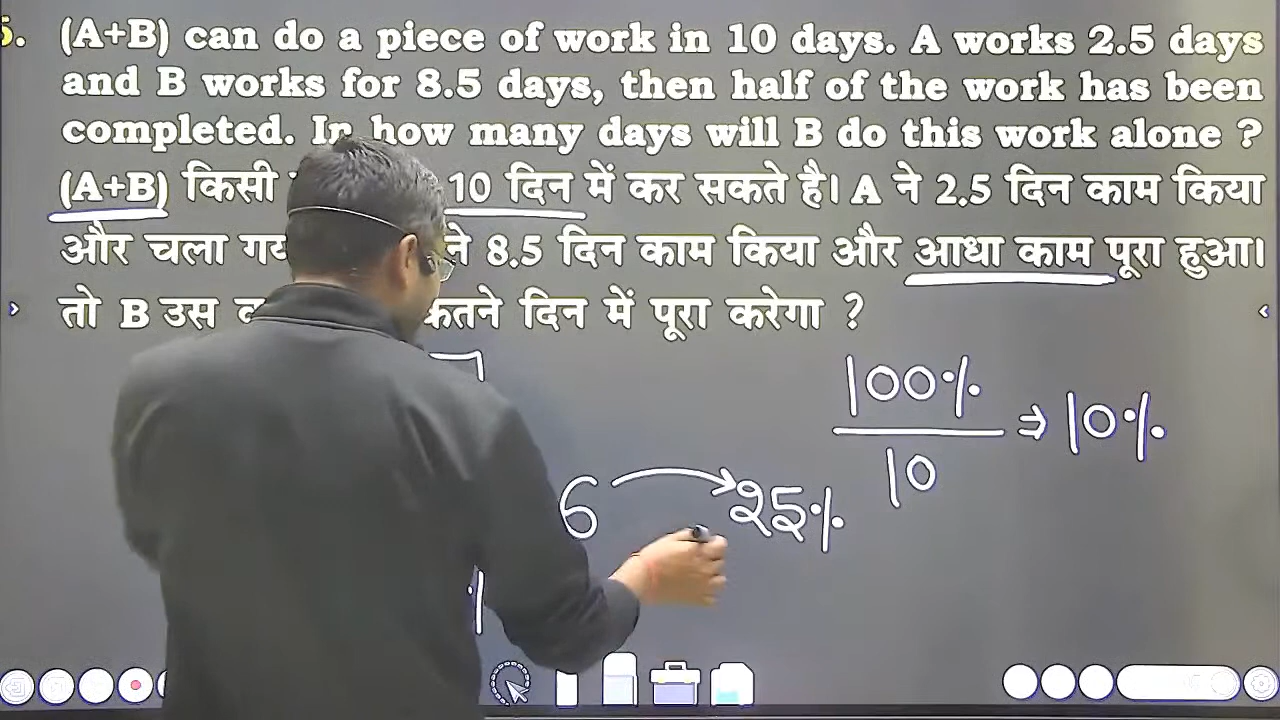 5. (A+B) can do a piece of work in 10 days. A works 2.5 days
and B works for 8.5 days, then half of the work has been
completed. In how many days will B do this work alone ?
(A+B) किसी 10 दिन में कर सकते है। A ने 2.5 दिन काम किया
और चला ने 8.5 दिन काम किया और आधा काम पूरा हुआ।
तो B उस दिन में पूरा करेगा ?
100%
10
⇒ 10%
6
25%
%